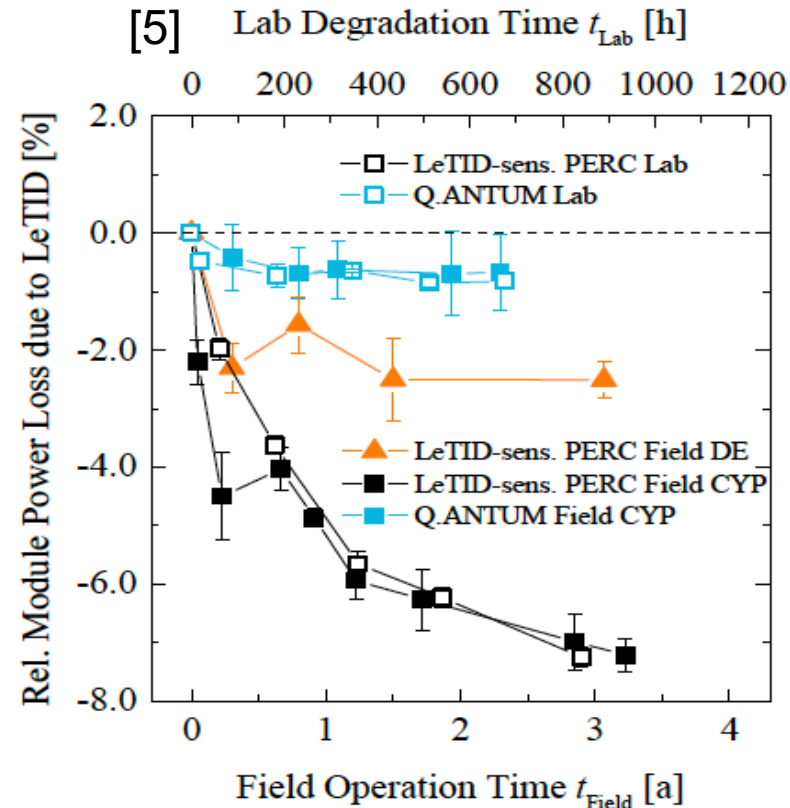 [5] Lab Degradation Time t_Lab [h]
0 200 400 600 800 1000 1200
Rel. Module Power Loss due to LeTID [%]
2.0
0.0
-2.0
-4.0
-6.0
-8.0
LeTID-sens. PERC Lab
Q.ANTUM Lab
LeTID-sens. PERC Field DE
LeTID-sens. PERC Field CYP
Q.ANTUM Field CYP
0 1 2 3 4
Field Operation Time t_Field [a]